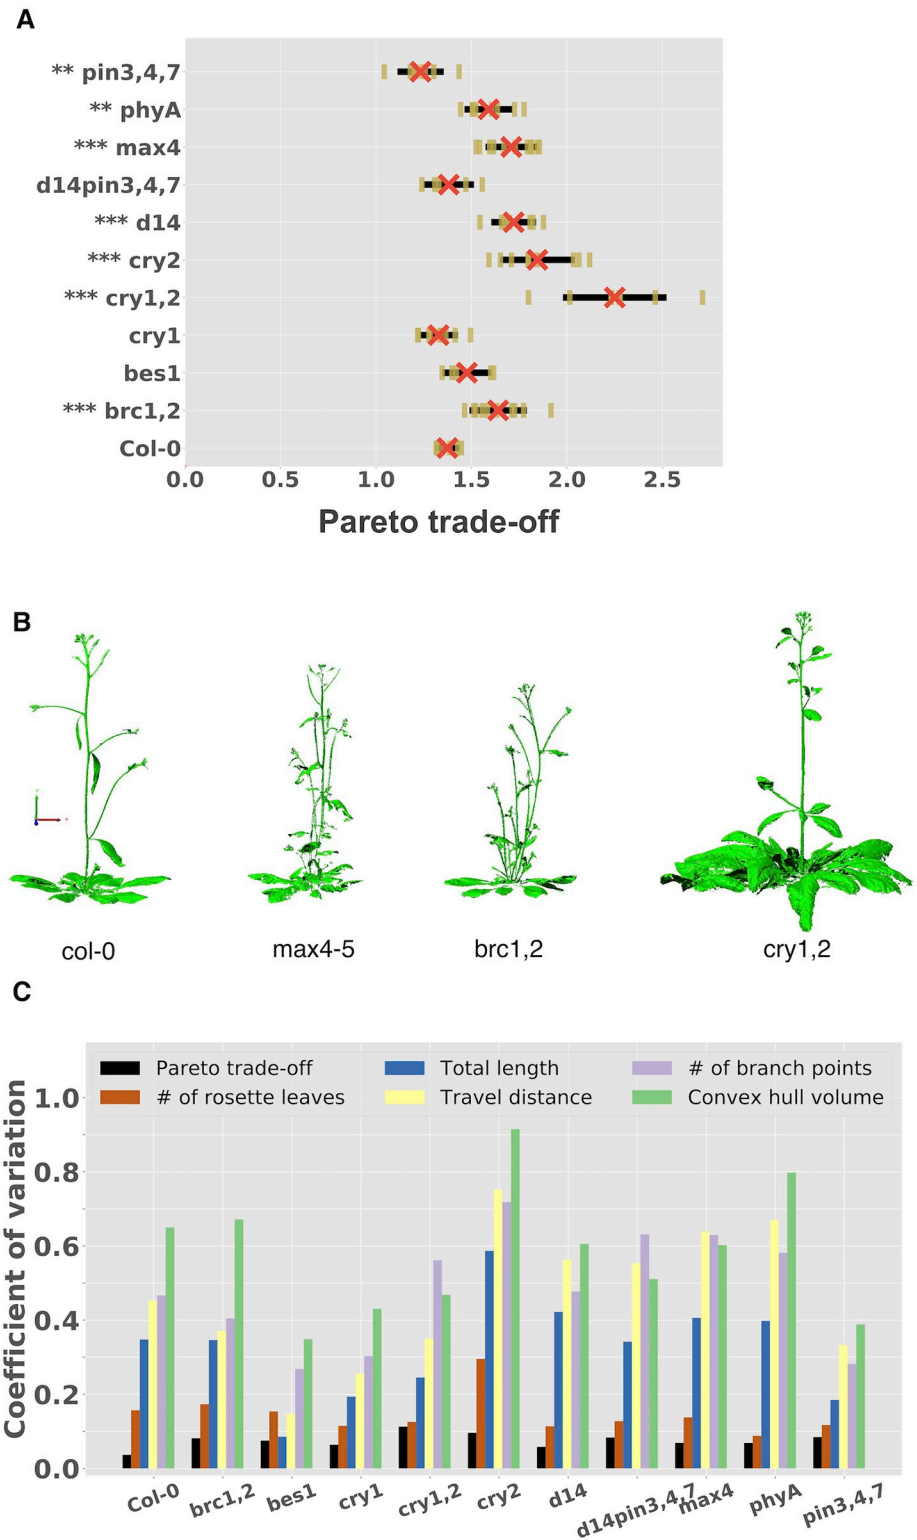 A
** pin3,4,7
** phyA
*** max4
d14pin3,4,7
*** d14
*** cry2
*** cry1,2
cry1
bes1
*** brc1,2
Col-0
0.0 0.5 1.0 1.5 2.0 2.5
Pareto trade-off
B
col-0 max4-5 brc1,2 cry1,2
C
Pareto trade-off Total length # of branch points
# of rosette leaves Travel distance Convex hull volume
Coefficient of variation
1.0
0.8
0.6
0.4
0.2
0.0
Col-0 brc1,2 bes1 cry1 cry1,2 cry2 d14 d14pin3,4,7 max4 phyA pin3,4,7